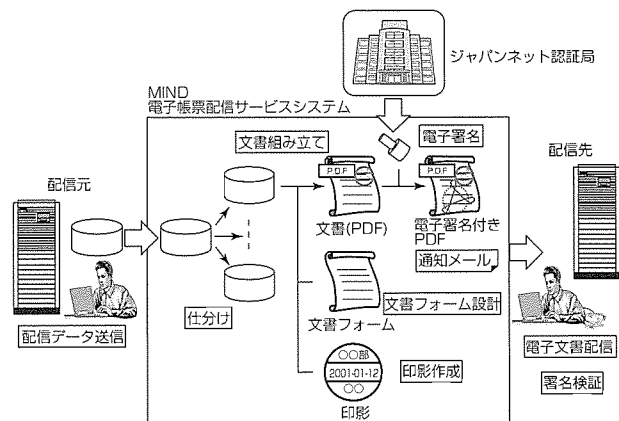 ジャパンネット認証局
MIND
電子帳票配信サービスシステム
文書組み立て
電子署名
配信元
配信先
P.D.F
P.D.F
文書(PDF)
電子署名付き
PDF
通知メール
仕分け
文書フォーム設計
文書フォーム
配信データ送信
電子文書配信
○○部
2001-01-12
○○
印影作成
署名検証
印影